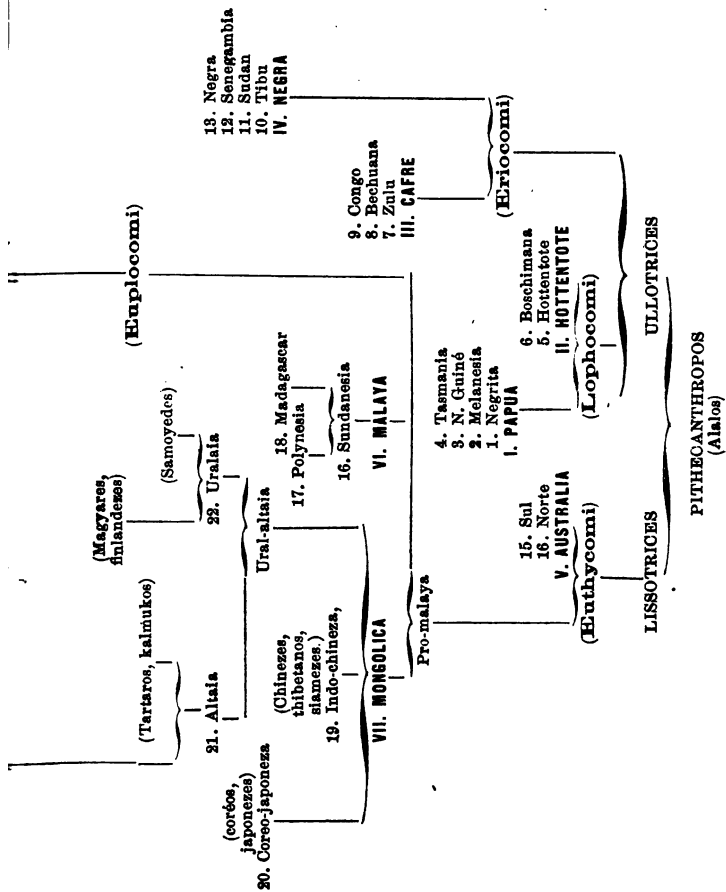 (Euplocomi)
13. Negra
12. Senegambia
11. Sudan
10. Tibu
IV. NEGRA
9. Congo
8. Bechuana
7. Zulu
III. CAFRE
(Eriocomi)
(Magyares,
finlandezes)
(Samoyedes)
22. Uralaia
(Tartaros, kalmukos)
21. Altaia
Ural-altaia
(coréos,
japonezes)
20. Coreo-japoneza
(Chinezes,
thibetanos,
siamezes.)
19. Indo-chineza,
VII. MONGOLICA
18. Madagascar
17. Polynesia
16. Sundanesia
VI. MALAYA
Pro-malaya
4. Tasmania
3. N. Guiné
2. Melanesia
1. Negrita
I. PAPUA
6. Boschimana
5. Hottentote
II. HOTTENTOTE
(Lophocomi)
15. Sul
16. Norte
V. AUSTRALIA
(Euthycomi)
LISSOTRICES
ULLOTRICES
PITHECANTHROPOS
(Alalos)